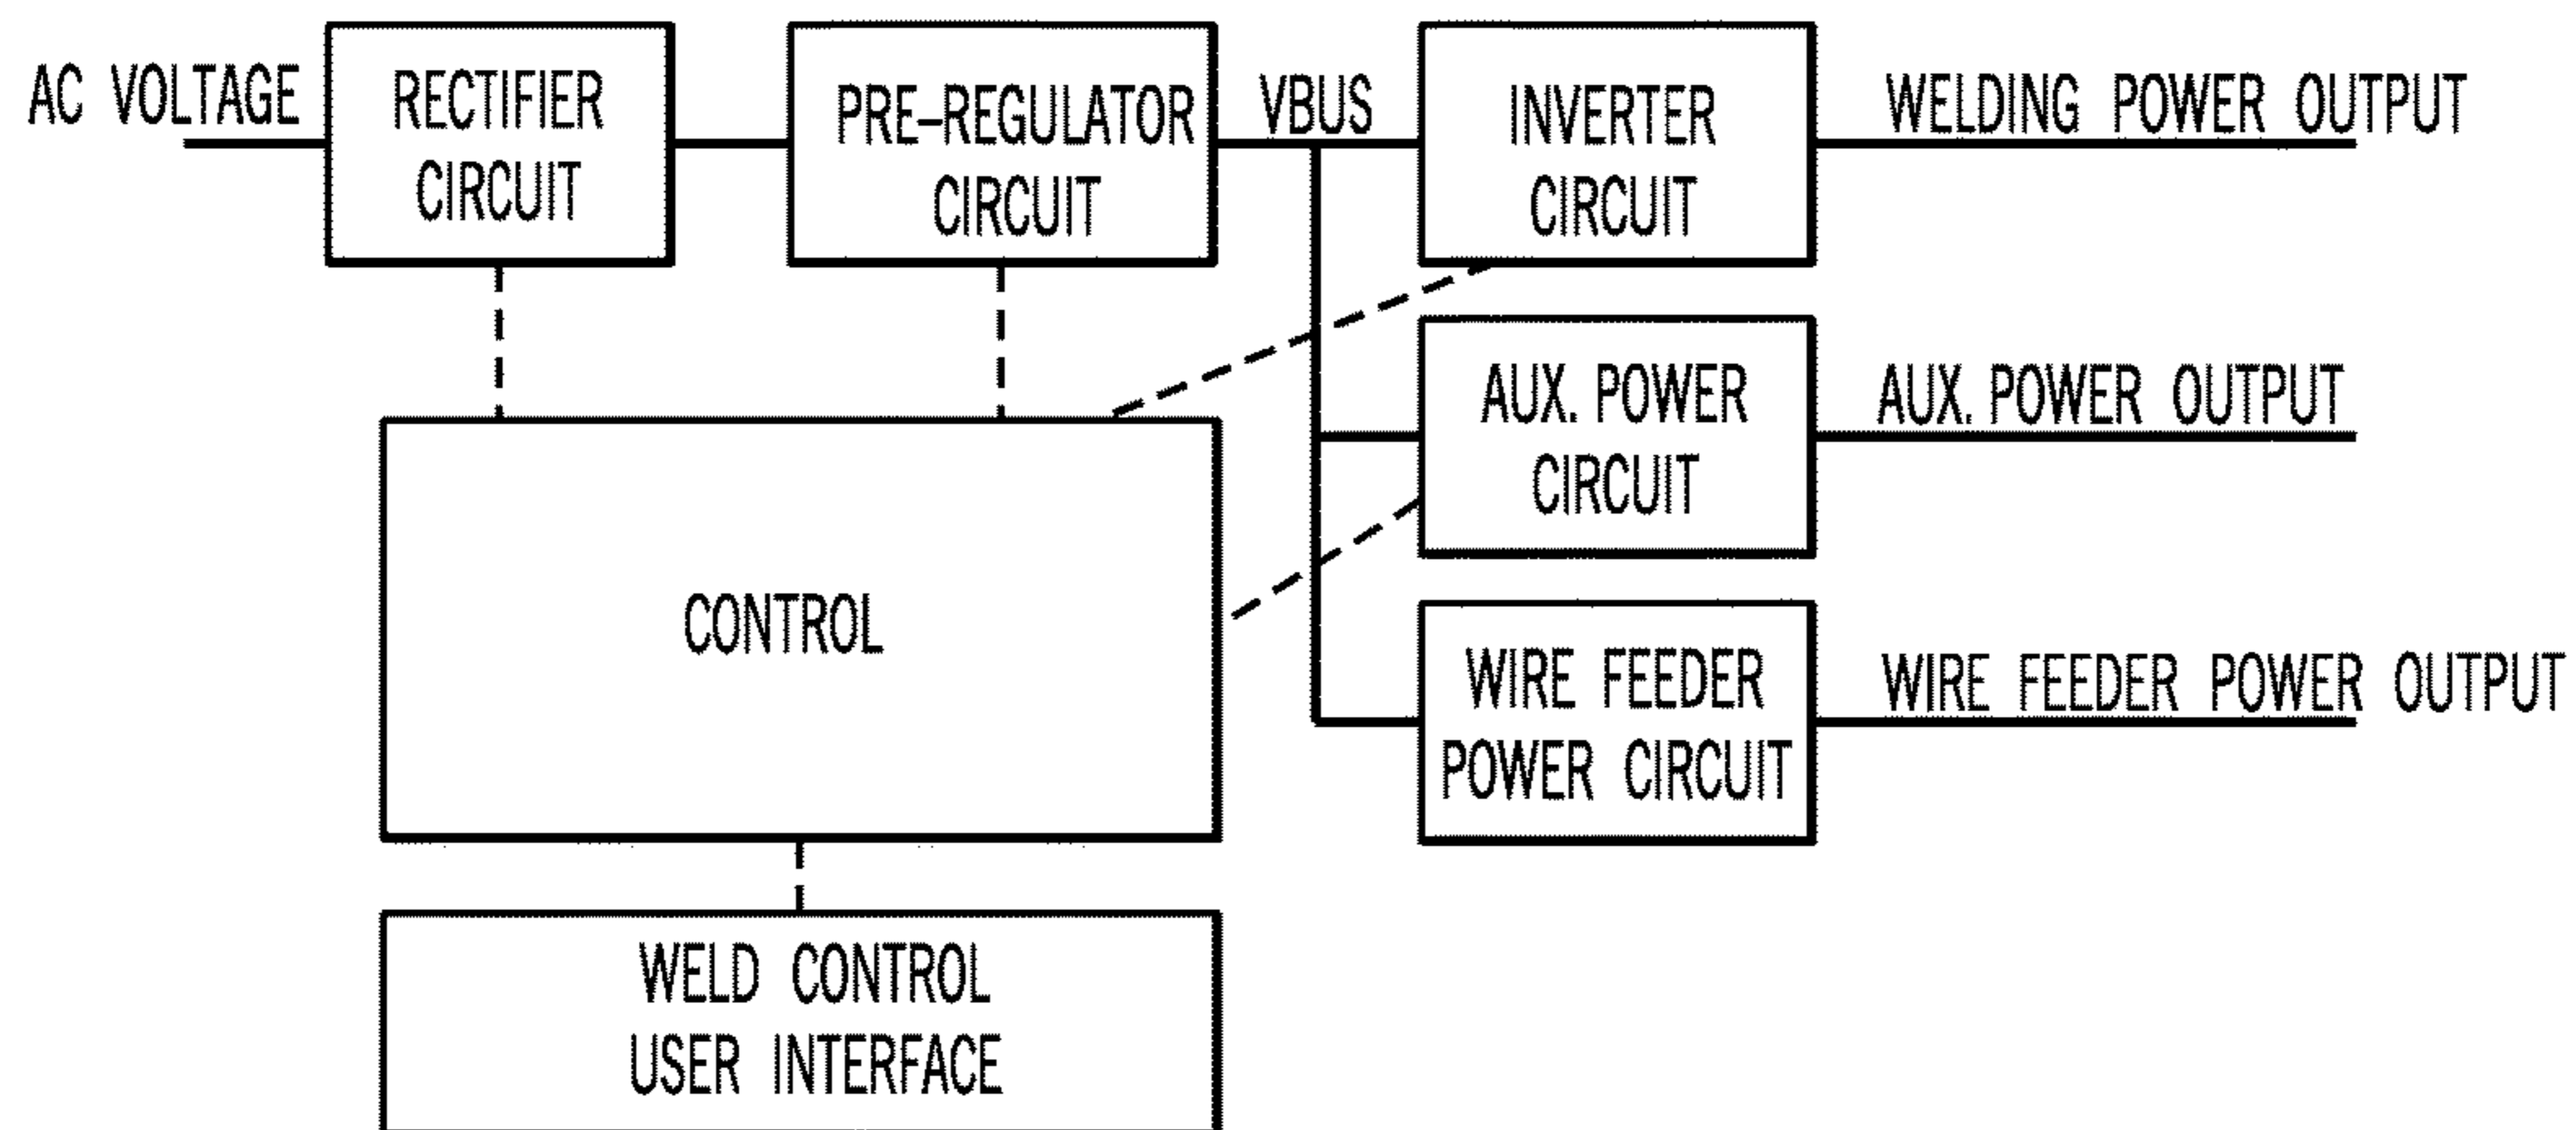 AC VOLTAGE
RECTIFIER
CIRCUIT
PRE-REGULATOR
CIRCUIT
VBUS
INVERTER
CIRCUIT
WELDING POWER OUTPUT
AUX. POWER
CIRCUIT
AUX. POWER OUTPUT
CONTROL
WIRE FEEDER
POWER CIRCUIT
WIRE FEEDER POWER OUTPUT
WELD CONTROL
USER INTERFACE